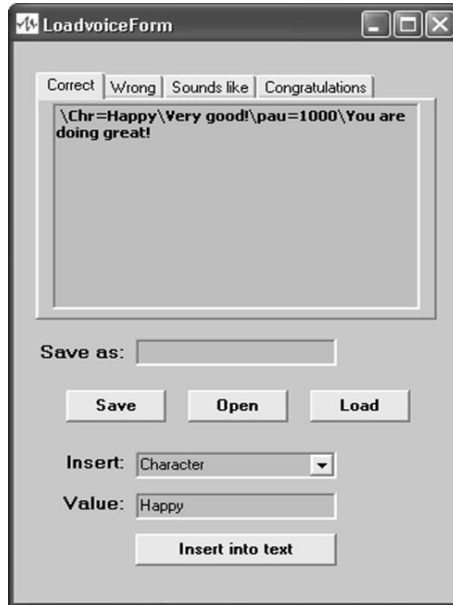 LoadvoiceForm
Correct Wrong Sounds like Congratulations
\Chr=Happy\Very good!\pau=1000\You are
doing great!
Save as:
Save Open Load
Insert: Character
Value: Happy
Insert into text